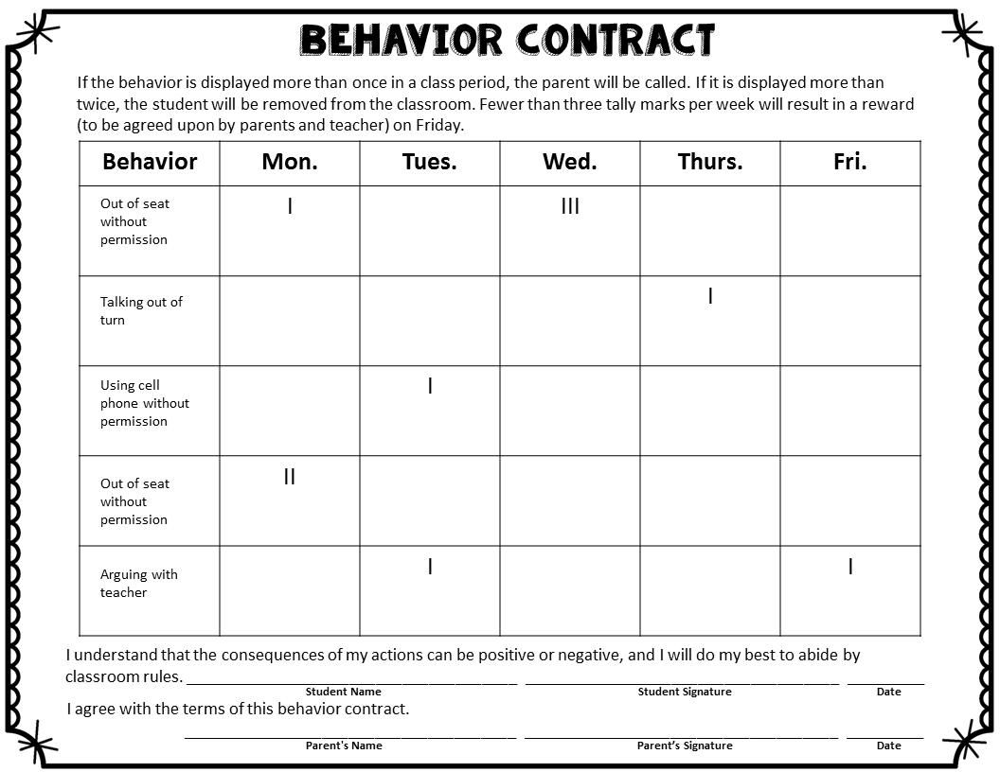 BEHAVIOR CONTRACT
If the behavior is displayed more than once in a class period, the parent will be called. If it is displayed more than
twice, the student will be removed from the classroom. Fewer than three tally marks per week will result in a reward
(to be agreed upon by parents and teacher) on Friday.
Behavior Mon. Tues. Wed. Thurs. Fri.
Out of seat
without
permission
I III
Talking out of
turn
I
Using cell
phone without
permission
I
Out of seat
without
permission
II
Arguing with
teacher
I I
I understand that the consequences of my actions can be positive or negative, and I will do my best to abide by
classroom rules.
Student Name Student Signature Date
I agree with the terms of this behavior contract.
Parent's Name Parent’s Signature Date